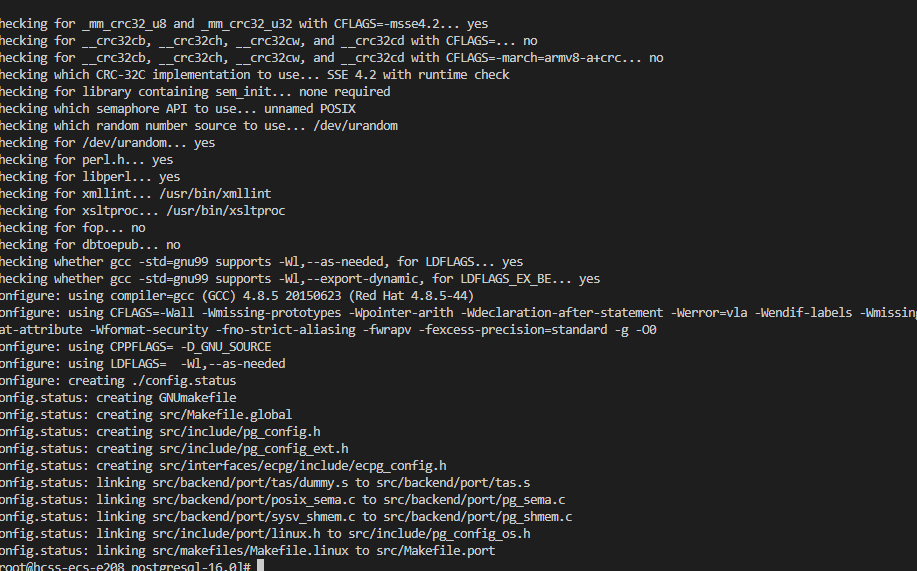 hecking for _mm_crc32_u8 and _mm_crc32_u32 with CFLAGS=-msse4.2... yes
hecking for __crc32cb, __crc32ch, __crc32cw, and __crc32cd with CFLAGS=... no
hecking for __crc32cb, __crc32ch, __crc32cw, and __crc32cd with CFLAGS=-march=armv8-a+crc... no
hecking which CRC-32C implementation to use... SSE 4.2 with runtime check
hecking for library containing sem_init... none required
hecking which semaphore API to use... unnamed POSIX
hecking which random number source to use... /dev/urandom
hecking for /dev/urandom... yes
hecking for perl.h... yes
hecking for libperl... yes
hecking for xmllint... /usr/bin/xmllint
hecking for xsltproc... /usr/bin/xsltproc
hecking for fop... no
hecking for dbtoepub... no
hecking whether gcc -std=gnu99 supports -Wl,--as-needed, for LDFLAGS... yes
hecking whether gcc -std=gnu99 supports -Wl,--export-dynamic, for LDFLAGS_EX_BE... yes
onfigure: using compiler=gcc (GCC) 4.8.5 20150623 (Red Hat 4.8.5-44)
onfigure: using CFLAGS=-Wall -Wmissing-prototypes -Wpointer-arith -Wdeclaration-after-statement -Werror=vla -Wendif-labels -Wmissing
at-attribute -Wformat-security -fno-strict-aliasing -fwrapv -fexcess-precision=standard -g -O0
onfigure: using CPPFLAGS= -D_GNU_SOURCE
onfigure: using LDFLAGS=  -Wl,--as-needed
onfigure: creating ./config.status
onfig.status: creating GNUmakefile
onfig.status: creating src/Makefile.global
onfig.status: creating src/include/pg_config.h
onfig.status: creating src/include/pg_config_ext.h
onfig.status: creating src/interfaces/ecpg/include/ecpg_config.h
onfig.status: linking src/backend/port/tas/dummy.s to src/backend/port/tas.s
onfig.status: linking src/backend/port/posix_sema.c to src/backend/port/pg_sema.c
onfig.status: linking src/backend/port/sysv_shmem.c to src/backend/port/pg_shmem.c
onfig.status: linking src/include/port/linux.h to src/include/pg_config_os.h
onfig.status: linking src/makefiles/Makefile.linux to src/Makefile.port
root@hcss-ecs-e208 postgresql-16.0]#